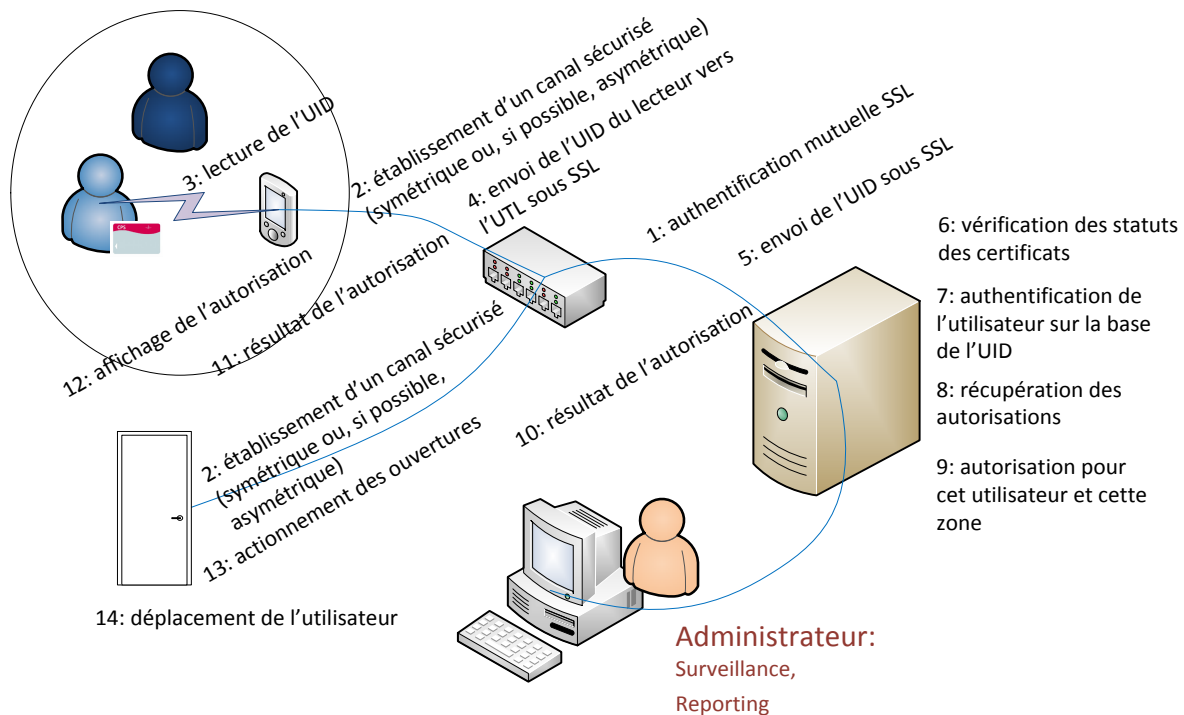 3: lecture de l'UID
CPS
2: établissement d'un canal sécurisé
(symétrique ou, si possible, asymétrique)
4: envoi de l'UID du lecteur vers
l'UTL sous SSL
1: authentification mutuelle SSL
5: envoi de l'UID sous SSL
6: vérification des statuts
des certificats
7: authentification de
l'utilisateur sur la base
de l'UID
8: récupération des
autorisations
9: autorisation pour
cet utilisateur et cette
zone
10: résultat de l'autorisation
11: résultat de l'autorisation
12: affichage de l'autorisation
2: établissement d'un canal sécurisé
(symétrique ou, si possible,
asymétrique)
13: actionnement des ouvertures
14: déplacement de l'utilisateur
Administrateur:
Surveillance,
Reporting